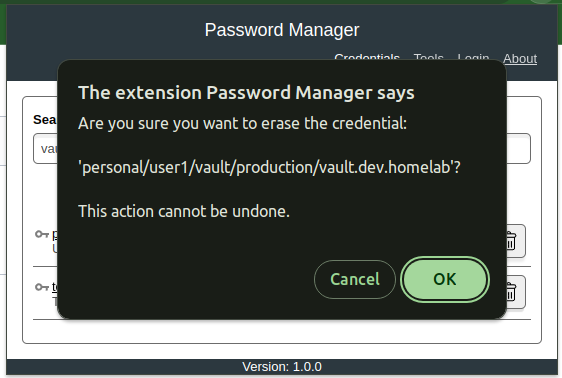 Password Manager
Credentials Tools Login About
The extension Password Manager says
Are you sure you want to erase the credential:
'personal/user1/vault/production/vault.dev.homelab'?
This action cannot be undone.
Cancel
OK
Version: 1.0.0